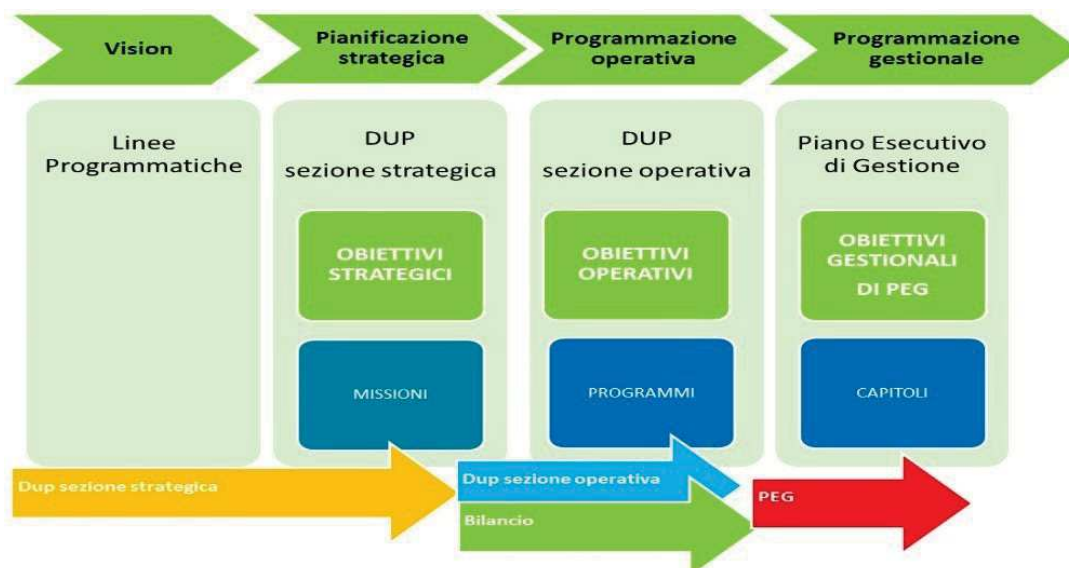 Vision
Pianificazione
strategica
Programmazione
operativa
Programmazione
gestionale
Linee
Programmatiche
DUP
sezione strategica
OBIETTIVI
STRATEGICI
MISSIONI
DUP
sezione operativa
OBIETTIVI
OPERATIVI
PROGRAMMI
Piano Esecutivo
di Gestione
OBIETTIVI
GESTIONALI
DI PEG
CAPITOLI
Dup sezione strategica
Dup sezione operativa
Bilancio
PEG